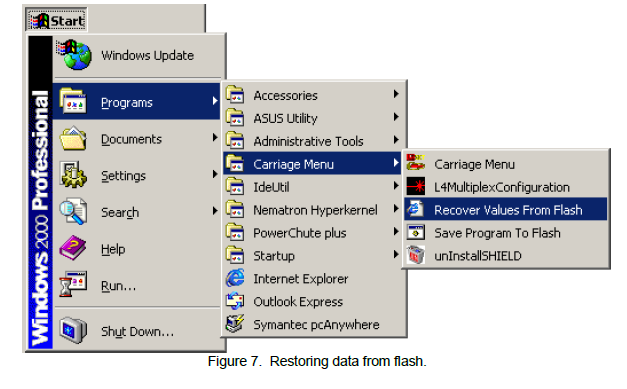 Start
Windows Update
Programs
Documents
Settings
Search
Help
Run...
Shut Down...
Windows 2000 Professional
Accessories
ASUS Utility
Administrative Tools
Carriage Menu
IdeUtil
Nematron Hyperkernel
PowerChute plus
Startup
Internet Explorer
Outlook Express
Symantec pcAnywhere
Carriage Menu
L4MultiplexConfiguration
Recover Values From Flash
Save Program To Flash
unInstallSHIELD
Figure 7. Restoring data from flash.